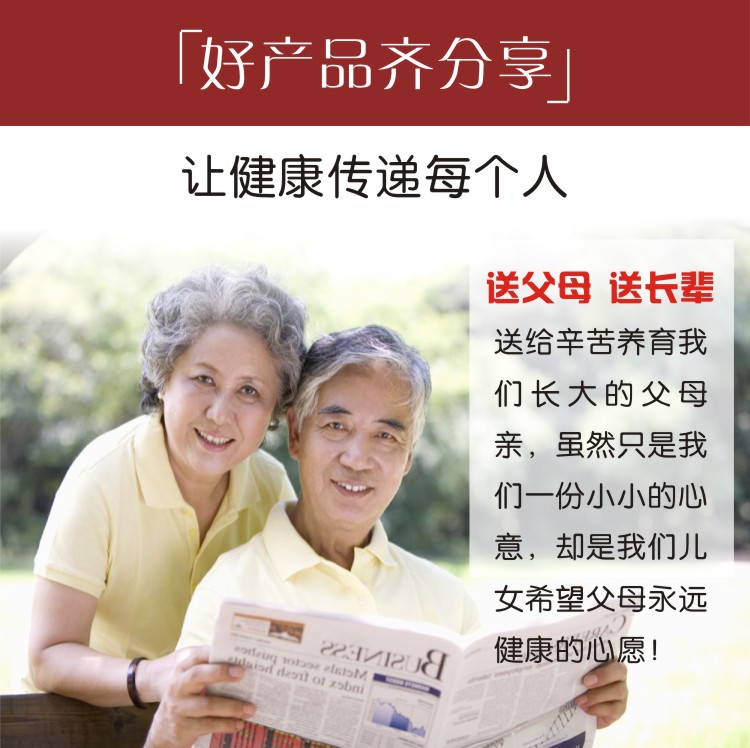 「好产品齐分享」
让健康传递每个人
送父母 送长辈
送给辛苦养育我
们长大的父母
亲，虽然只是我
们一份小小的心
意，却是我们儿
女希望父母永远
健康的心愿！
BUSINESS
Metals sector pushes
index to fresh heights